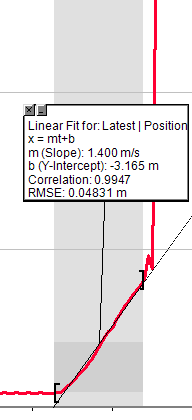 Linear Fit for: Latest | Position
x = mt+b
m (Slope): 1.400 m/s
b (Y-Intercept): -3.165 m
Correlation: 0.9947
RMSE: 0.04831 m